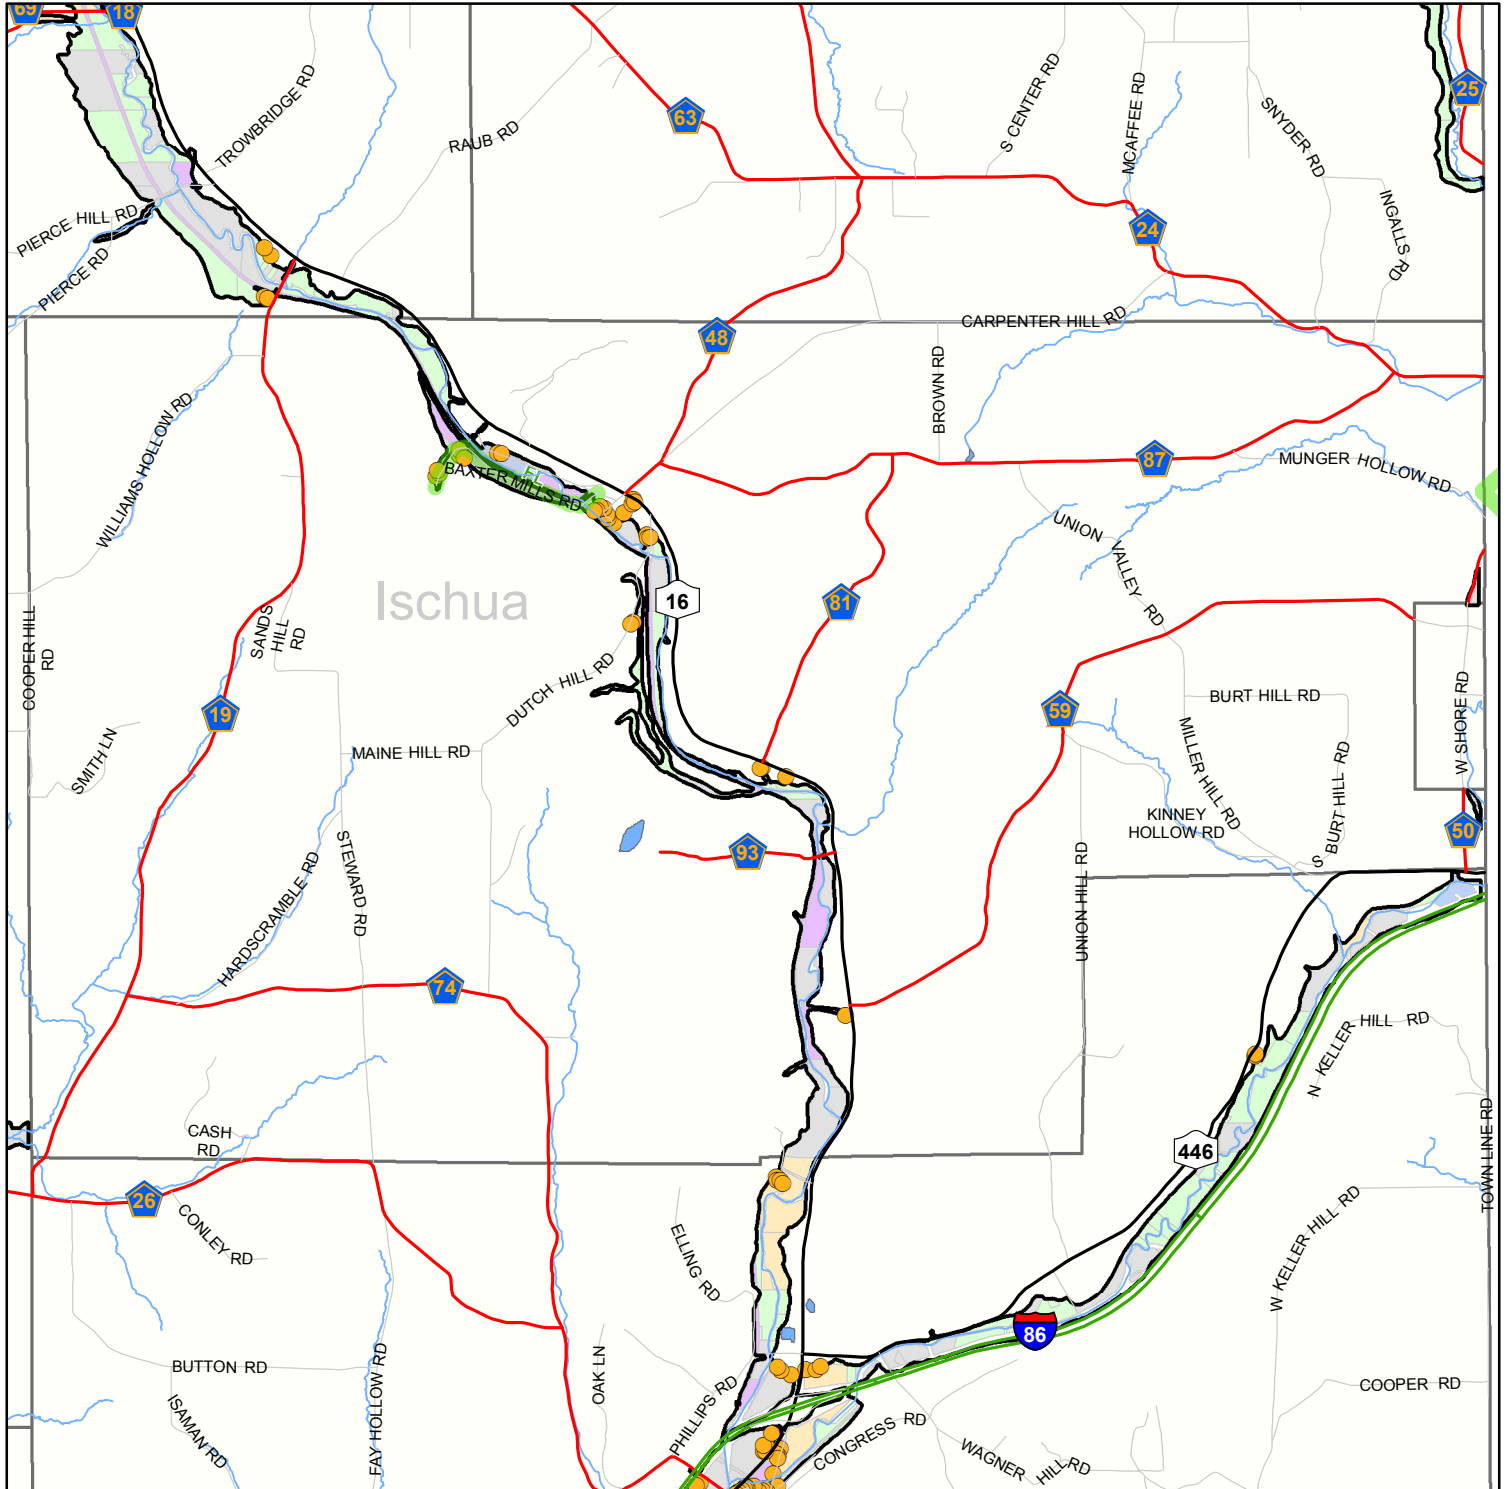 69
18
25
63
TROWBRIDGE RD
RAUB RD
S CENTER RD
MCAFFEE RD
SNYDER RD
INGALLS RD
PIERCE HILL RD
PIERCE RD
24
48
CARPENTER HILL RD
BROWN RD
WILLIAMS HOLLOW RD
BAXTER MILLS RD
87
MUNGER HOLLOW RD
UNION VALLEY RD
Ischua
16
81
COOPER HILL
RD
SANDS
HILL
RD
DUTCH HILL RD
19
59
BURT HILL RD
W SHORE RD
SMITH LN
MAINE HILL RD
MILLER HILL RD
S BURT HILL RD
KINNEY
HOLLOW RD
50
93
STEWARD RD
HARDSCRAMBLE RD
UNION HILL RD
74
N KELLER HILL RD
CASH
RD
446
TOWN LINE RD
26
CONLEY RD
ELLING RD
W KELLER HILL RD
86
BUTTON RD
FAY HOLLOW RD
OAK LN
PHILLIPS RD
COOPER RD
ISAMAN RD
CONGRESS RD
WAGNER HILL RD